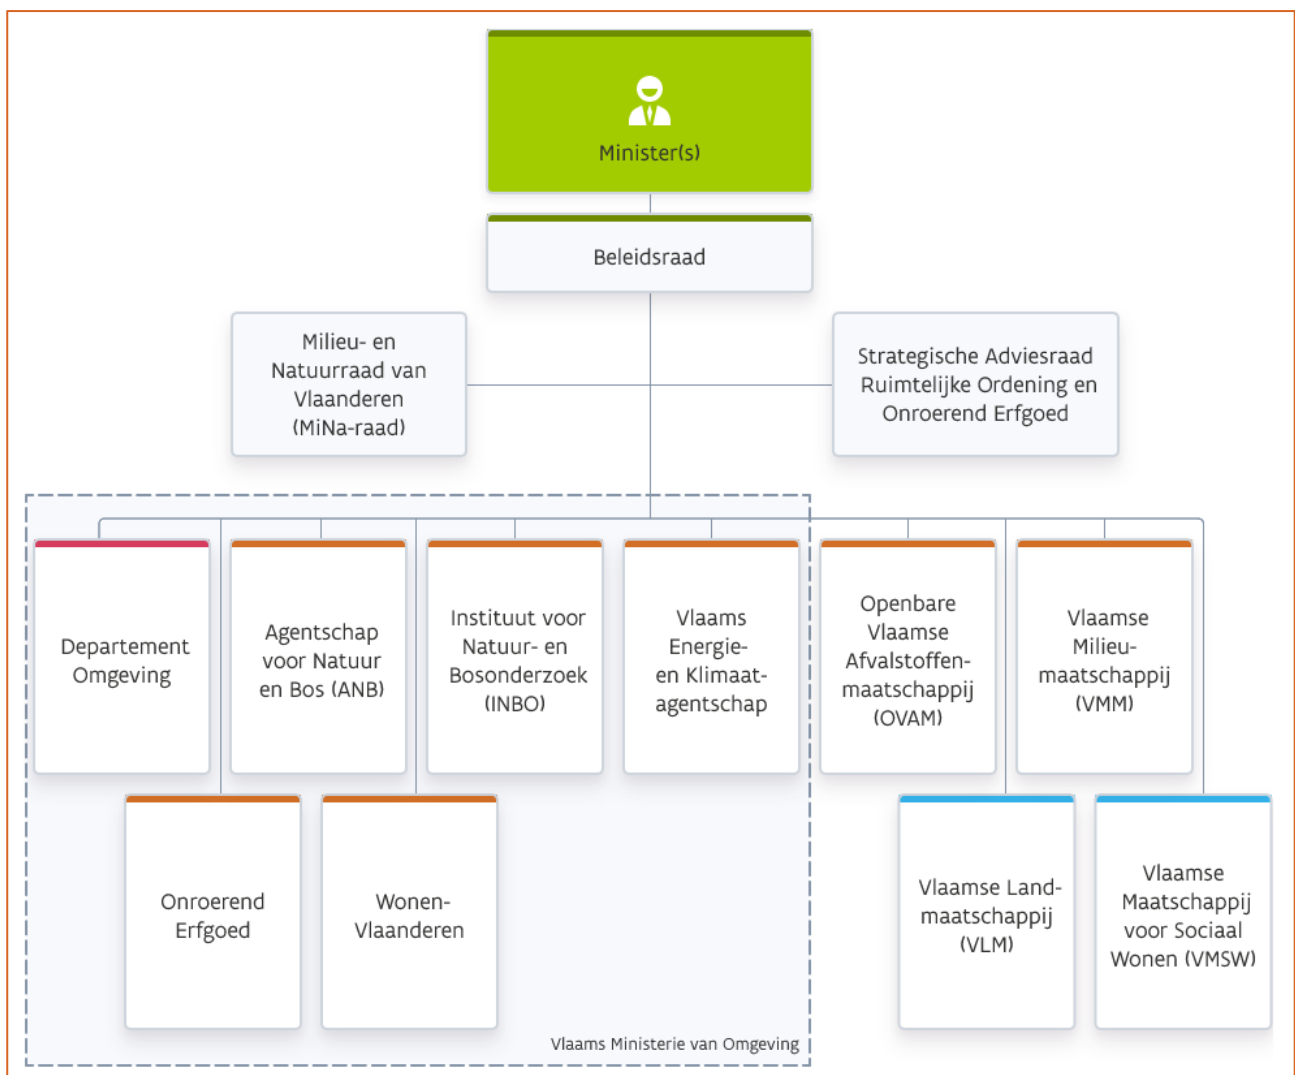 Minister(s)
Beleidsraad
Milieu- en
Natuurraad van
Vlaanderen
(MiNa-raad)
Strategische Adviesraad
Ruimtelijke Ordening en
Onroerend Erfgoed
Departement
Omgeving
Agentschap
voor Natuur
en Bos (ANB)
Instituut voor
Natuur- en
Bosonderzoek
(INBO)
Vlaams
Energie-
en Klimaat-
agentschap
Openbare
Vlaamse
Afvalstoffen-
maatschappij
(OVAM)
Vlaamse
Milieu-
maatschappij
(VMM)
Onroerend
Erfgoed
Wonen-
Vlaanderen
Vlaamse Land-
maatschappij
(VLM)
Vlaamse
Maatschappij
voor Sociaal
Wonen (VMSW)
Vlaams Ministerie van Omgeving